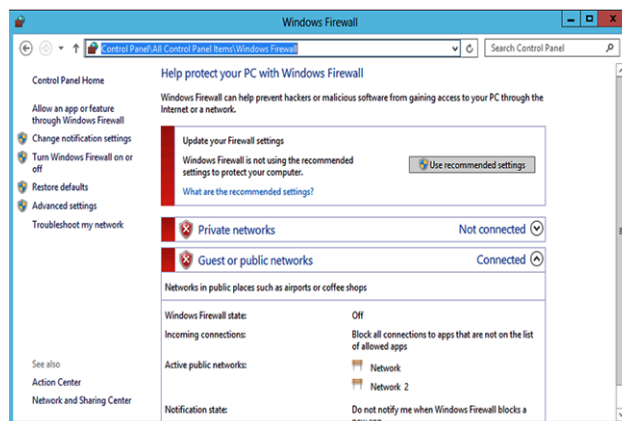 Windows Firewall
Control Panel\All Control Panel Items\Windows Firewall
Search Control Panel
Control Panel Home
Allow an app or feature
through Windows Firewall
Change notification settings
Turn Windows Firewall on or
off
Restore defaults
Advanced settings
Troubleshoot my network
See also
Action Center
Network and Sharing Center
Help protect your PC with Windows Firewall
Windows Firewall can help prevent hackers or malicious software from gaining access to your PC through the
Internet or a network.
Update your Firewall settings
Windows Firewall is not using the recommended
settings to protect your computer.
Use recommended settings
What are the recommended settings?
Private networks Not connected
Guest or public networks Connected
Networks in public places such as airports or coffee shops
Windows Firewall state: Off
Incoming connections: Block all connections to apps that are not on the list
of allowed apps
Active public networks: Network
Network 2
Notification state: Do not notify me when Windows Firewall blocks a